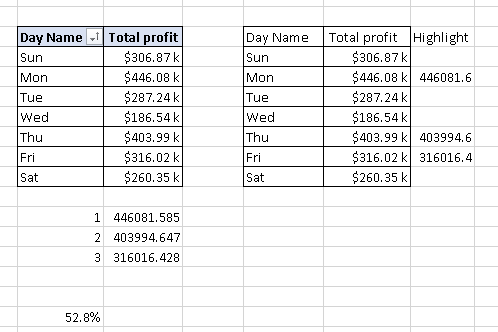 Day Name Total profit Day Name Total profit Highlight
Sun $306.87 k Sun $306.87 k
Mon $446.08 k Mon $446.08 k 446081.6
Tue $287.24 k Tue $287.24 k
Wed $186.54 k Wed $186.54 k
Thu $403.99 k Thu $403.99 k 403994.6
Fri $316.02 k Fri $316.02 k 316016.4
Sat $260.35 k Sat $260.35 k
1 446081.585
2 403994.647
3 316016.428
52.8%